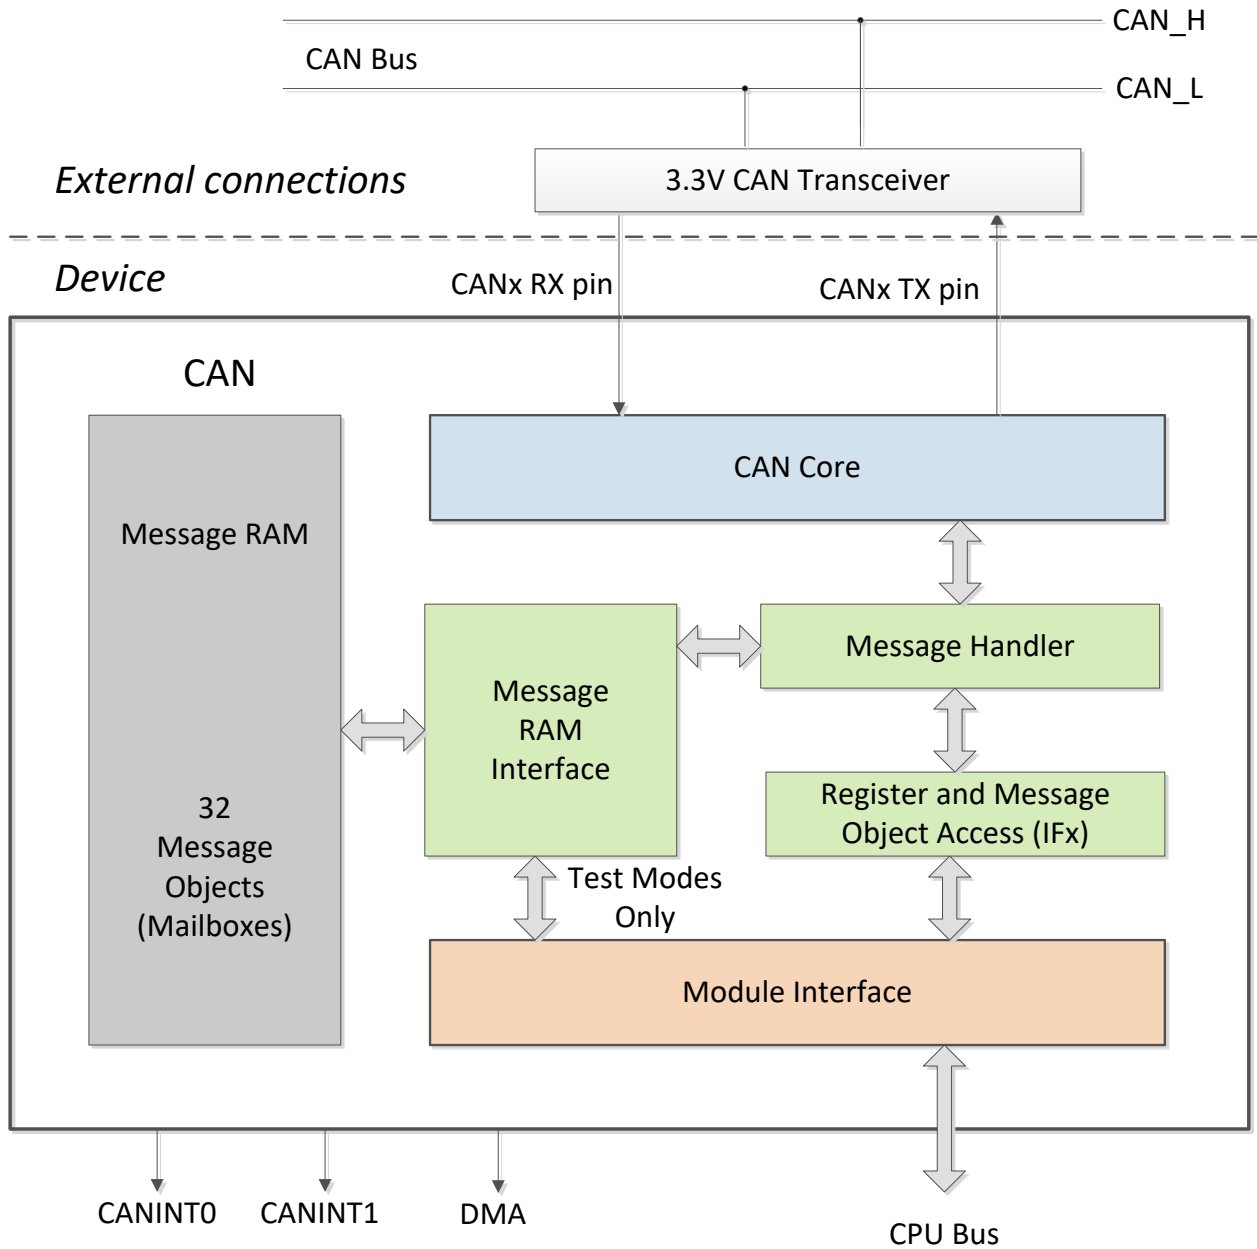 CAN_H
CAN Bus
CAN_L
External connections
3.3V CAN Transceiver
Device
CANx RX pin
CANx TX pin
CAN
CAN Core
Message RAM
Message Handler
Message
RAM
Interface
Register and Message
Object Access (IFx)
32
Message
Objects
(Mailboxes)
Test Modes
Only
Module Interface
CANINT0
CANINT1
DMA
CPU Bus